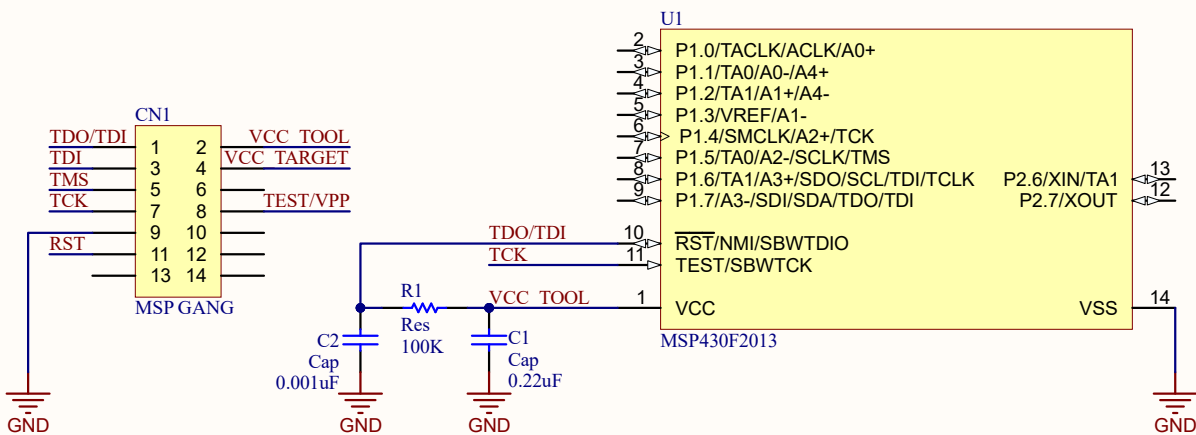 U1
2 P1.0/TACLK/ACLK/A0+
3 P1.1/TA0/A0-/A4+
4 P1.2/TA1/A1+/A4-
5 P1.3/VREF/A1-
6 P1.4/SMCLK/A2+/TCK
7 P1.5/TA0/A2-/SCLK/TMS
8 P1.6/TA1/A3+/SDO/SCL/TDI/TCLK P2.6/XIN/TA1 13
9 P1.7/A3-/SDI/SDA/TDO/TDI P2.7/XOUT 12
TDO/TDI 10 RST/NMI/SBWTDIO
TCK 11 TEST/SBWTCK
VCC_TOOL 1 VCC VSS 14
MSP430F2013
CN1
TDO/TDI 1 2 VCC_TOOL
TDI 3 4 VCC_TARGET
TMS 5 6
TCK 7 8 TEST/VPP
9 10
RST 11 12
13 14
MSP GANG
R1
Res
100K
C2
Cap
0.001uF
C1
Cap
0.22uF
GND
GND
GND
GND